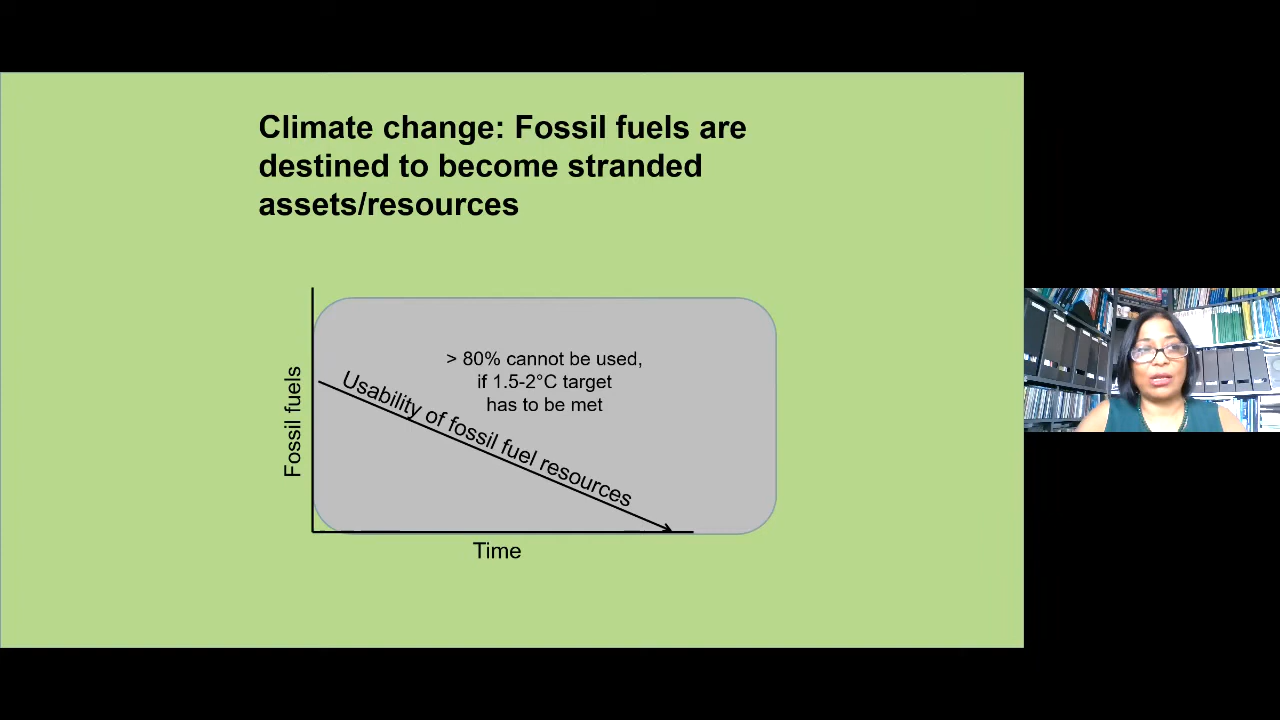 Climate change: Fossil fuels are
destined to become stranded
assets/resources
> 80% cannot be used,
if 1.5-2°C target
has to be met
Usability of fossil fuel resources
Fossil fuels
Time